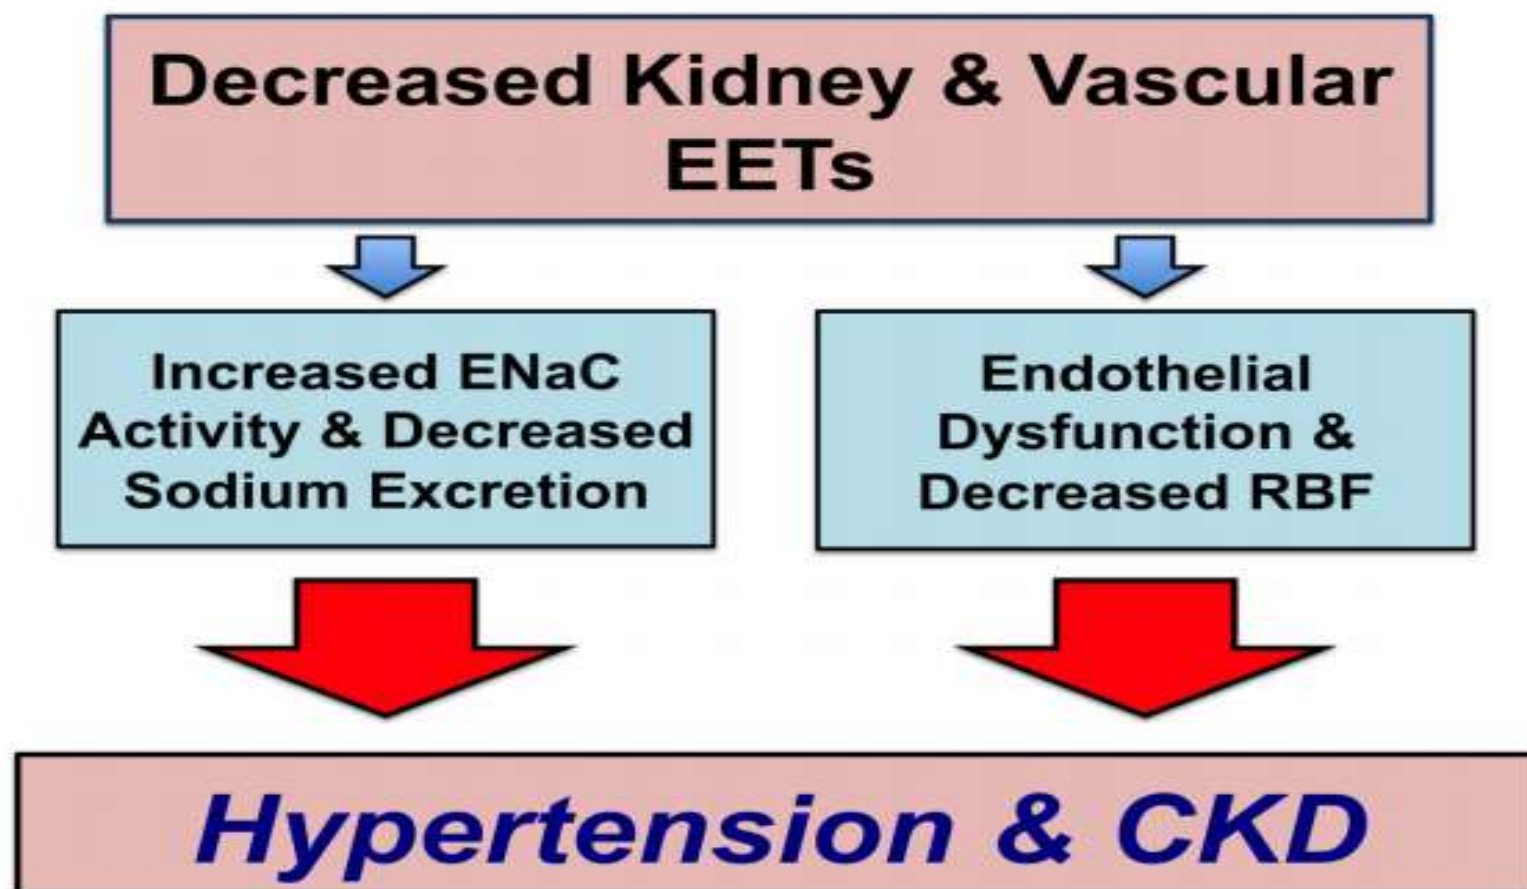 Decreased Kidney & Vascular
EETs
Increased ENaC
Activity & Decreased
Sodium Excretion
Endothelial
Dysfunction &
Decreased RBF
Hypertension & CKD